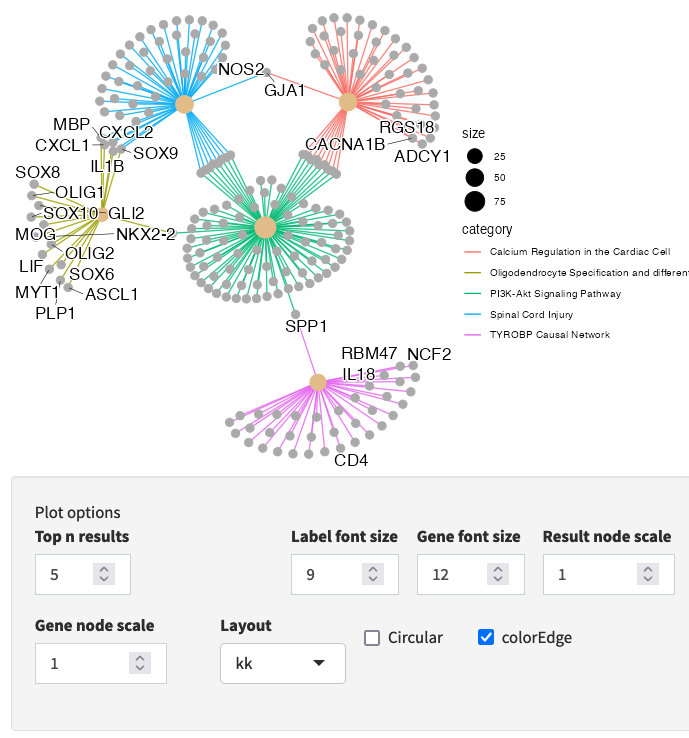 NOS2
GJA1
MBP
CXCL2
CXCL1
SOX9
IL1B
SOX8
OLIG1
SOX10
GLI2
MOG
NKX2-2
OLIG2
LIF
SOX6
MYT1
ASCL1
PLP1
RGS18
CACNA1B
ADCY1
SPP1
RBM47
NCF2
IL18
CD4
size
25
50
75
category
Calcium Regulation in the Cardiac Cell
Oligodendrocyte Specification and differen
PI3K-Akt Signaling Pathway
Spinal Cord Injury
TYROBP Causal Network
Plot options
Top n results Label font size Gene font size Result node scale
5 9 12 1
Gene node scale Layout Circular colorEdge
1 kk